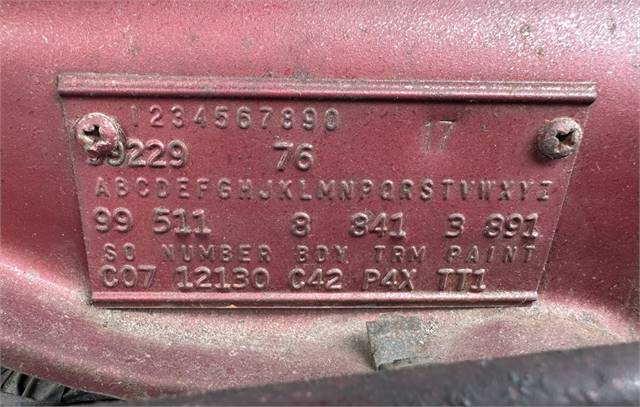 1234567890 17
99229 76
ABCDEFGHJKLMNPQRSTVWXYI
99 511 8 841 3 891
SO NUMBER BDY TRM PAINT
C07 12130 C42 P4X TT1